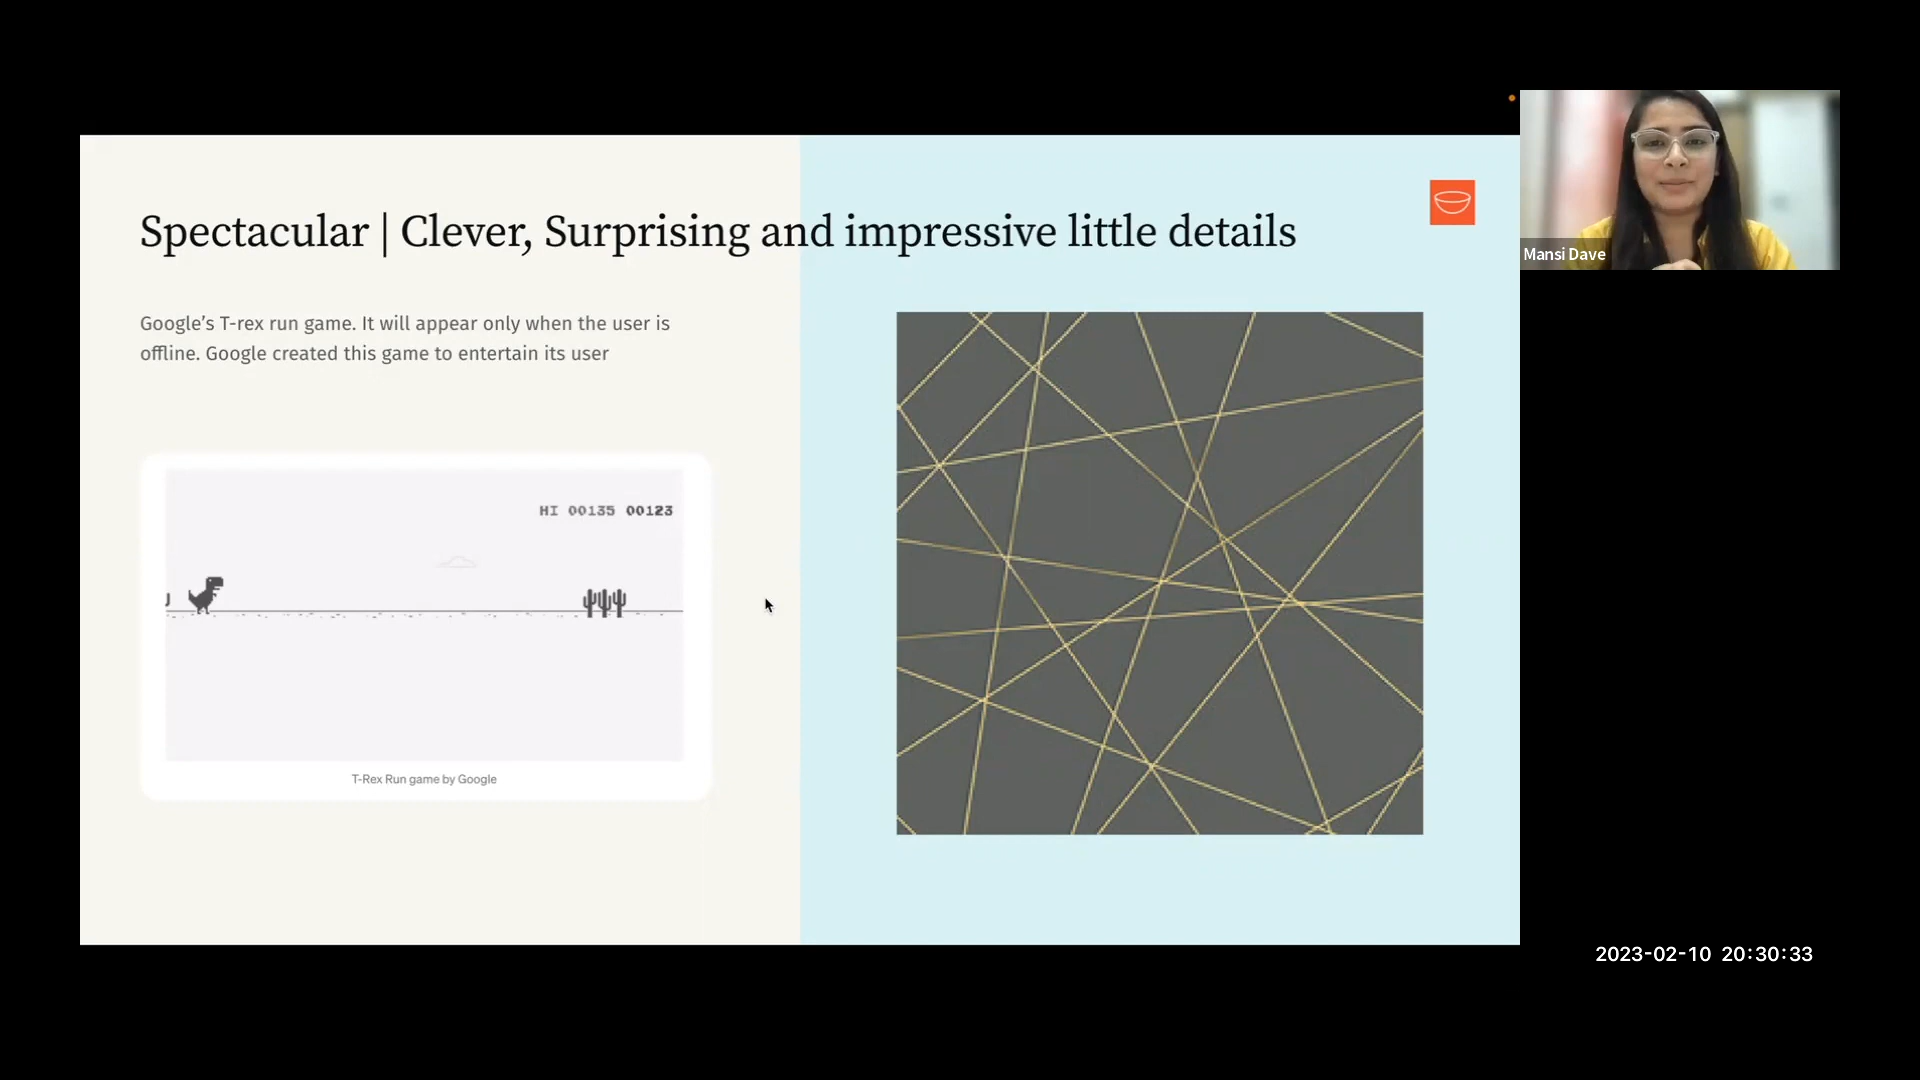 Spectacular | Clever, Surprising and impressive little details
Google’s T-rex run game. It will appear only when the user is
offline. Google created this game to entertain its user
HI 00135 00123
T-Rex Run game by Google
Mansi Dave
2023-02-10 20:30:33